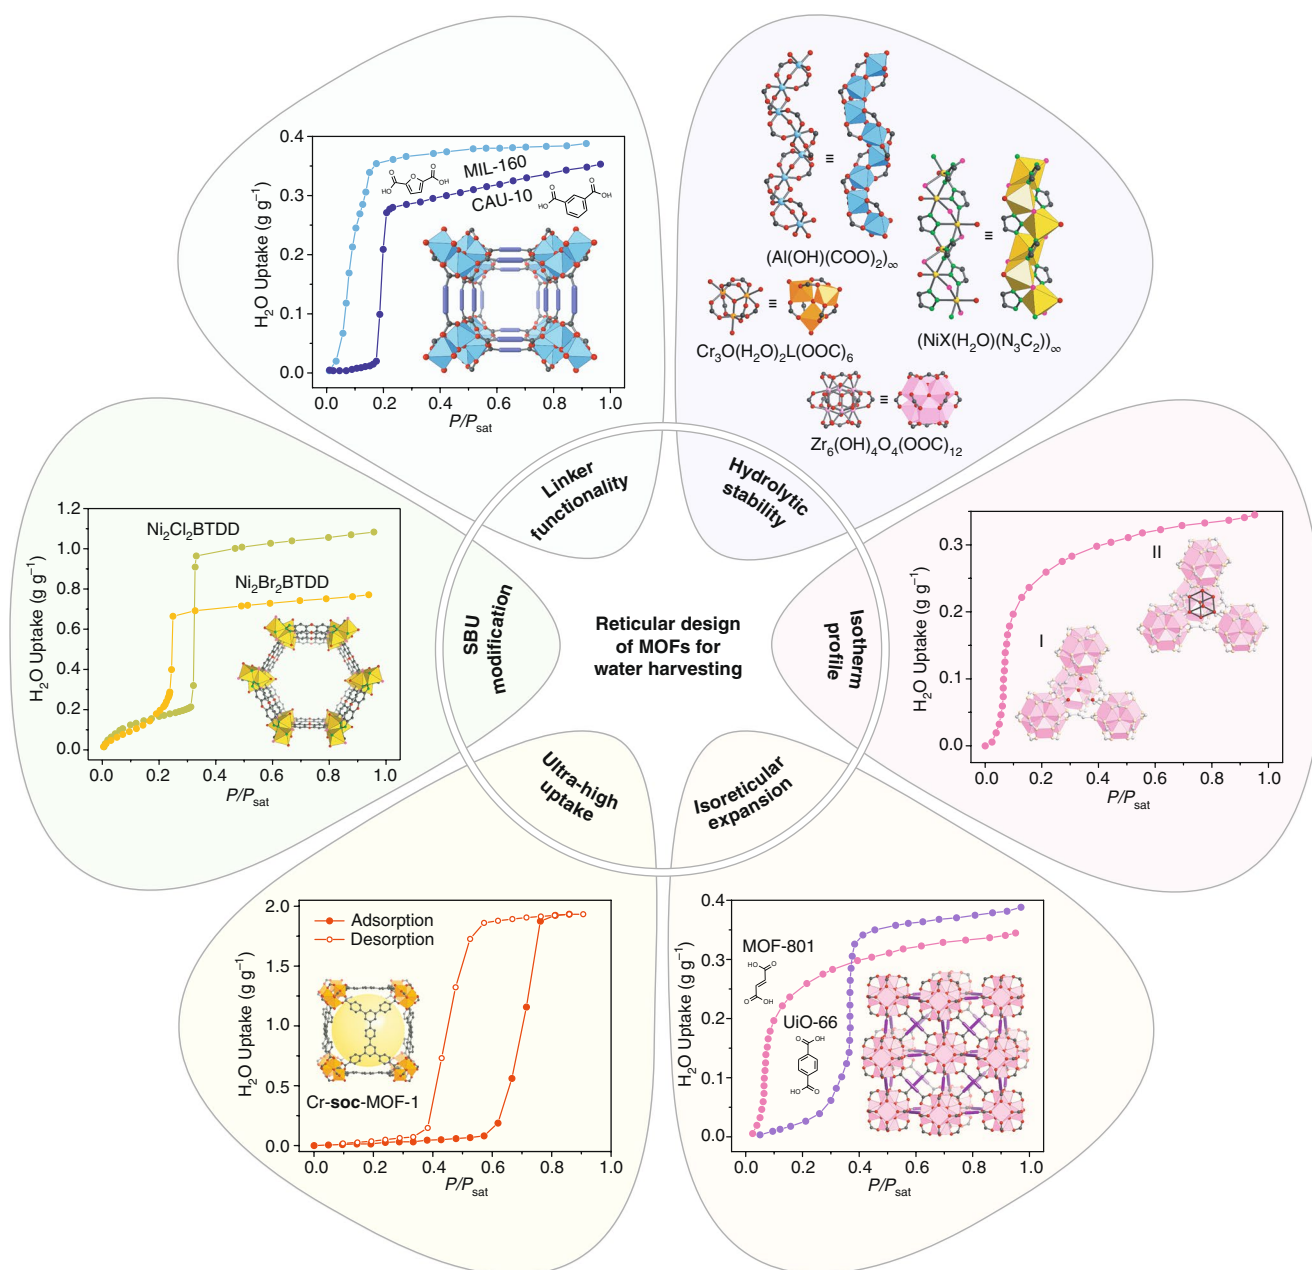 Reticular design
of MOFs for
water harvesting
Linker
functionality
0.4
0.3
0.2
0.1
0.0
H₂O Uptake (g g⁻¹)
MIL-160
CAU-10
O
OH
O
O
HO
O
O
HO
OH
0.0 0.2 0.4 0.6 0.8 1.0
P/Pₛₐₜ
Hydrolytic
stability
≡
(Al(OH)(COO)₂)∞
≡
(NiX(H₂O)(N₃C₂))∞
≡
Cr₃O(H₂O)₂L(OOC)₆
≡
Zr₆(OH)₄O₄(OOC)₁₂
Isotherm
profile
0.3
0.2
0.1
0.0
H₂O Uptake (g g⁻¹)
II
I
0.0 0.2 0.4 0.6 0.8 1.0
P/Pₛₐₜ
Isoreticular
expansion
0.4
0.3
0.2
0.1
0.0
H₂O Uptake (g g⁻¹)
MOF-801
HO
O
O
OH
UiO-66
O
OH
HO
O
0.0 0.2 0.4 0.6 0.8 1.0
P/Pₛₐₜ
Ultra-high
uptake
2.0
1.5
1.0
0.5
0.0
H₂O Uptake (g g⁻¹)
Adsorption
Desorption
Cr-soc-MOF-1
0.0 0.2 0.4 0.6 0.8 1.0
P/Pₛₐₜ
SBU
modification
1.2
1.0
0.8
0.6
0.4
0.2
0.0
H₂O Uptake (g g⁻¹)
Ni₂Cl₂BTDD
Ni₂Br₂BTDD
0.0 0.2 0.4 0.6 0.8 1.0
P/Pₛₐₜ